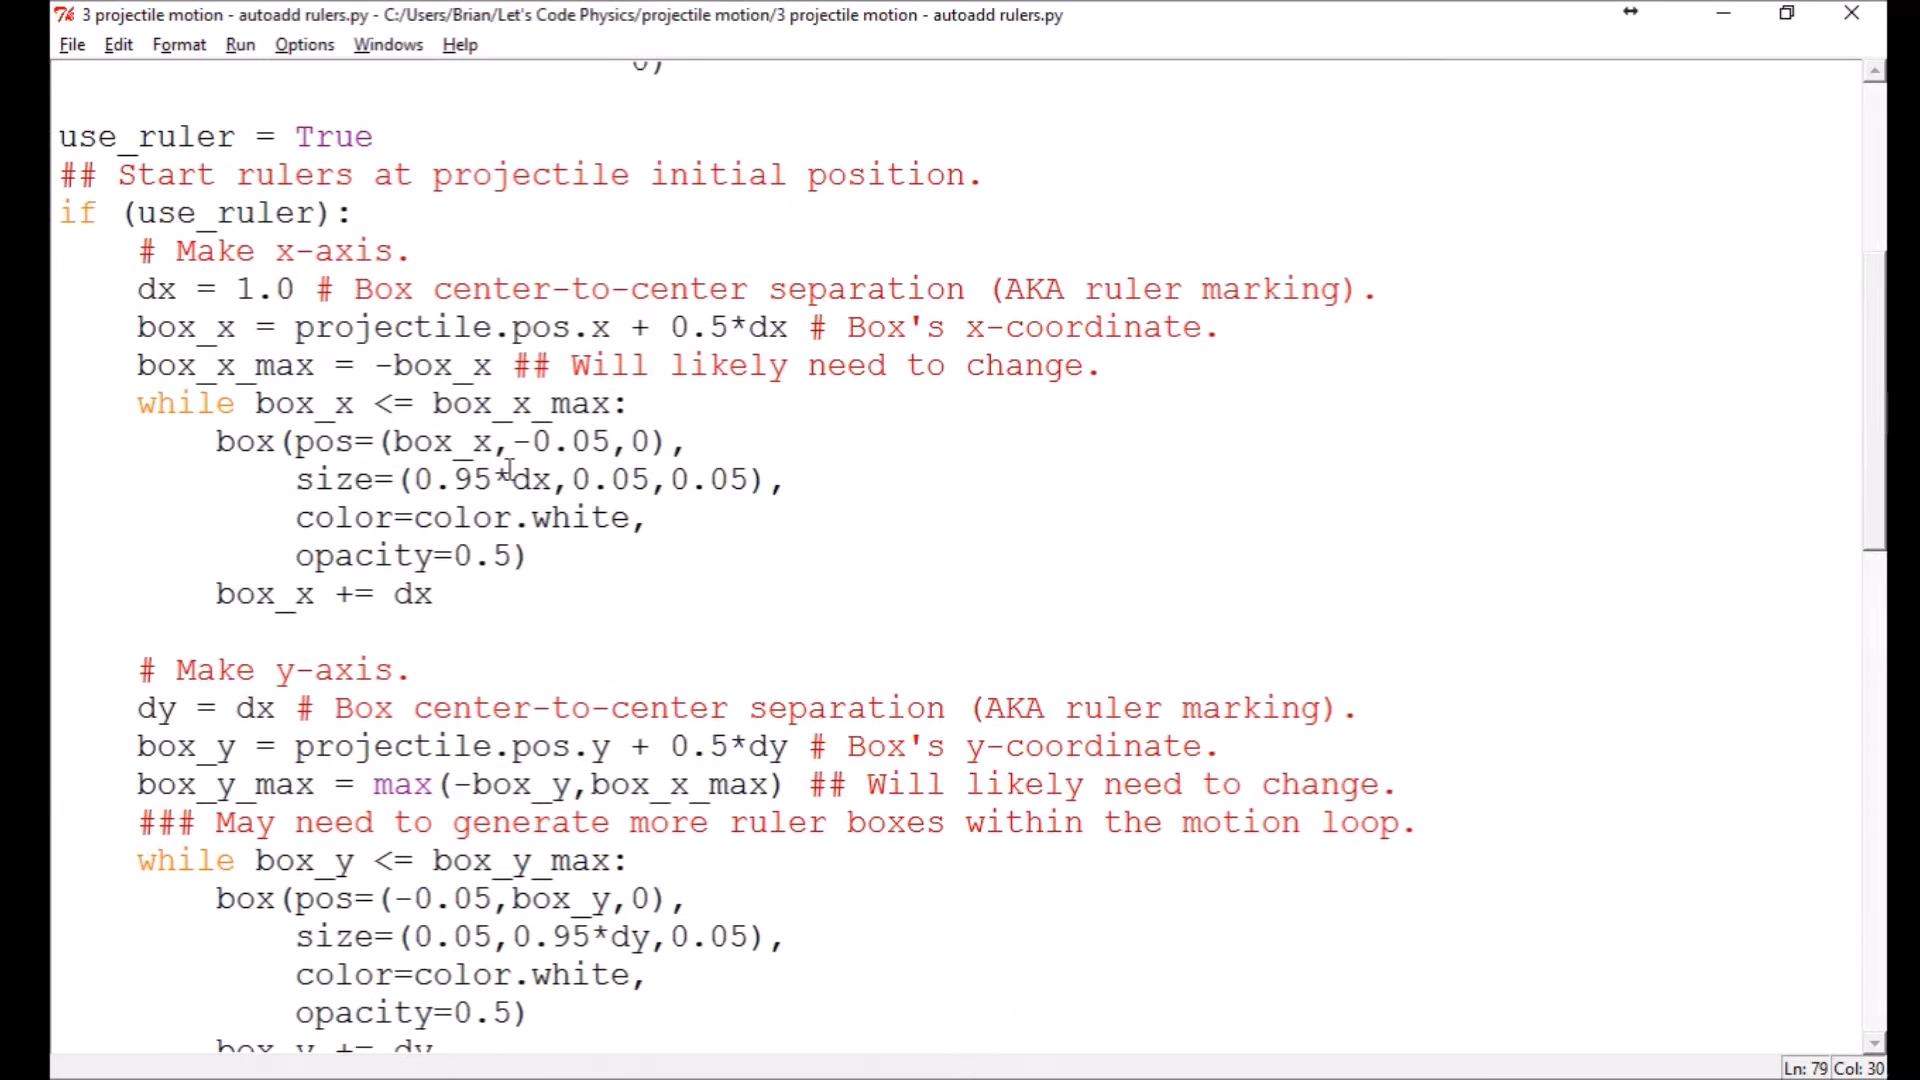 3 projectile motion - autoadd rulers.py - C:/Users/Brian/Let's Code Physics/projectile motion/3 projectile motion - autoadd rulers.py
File Edit Format Run Options Windows Help
0)
use_ruler = True
## Start rulers at projectile initial position.
if (use_ruler):
    # Make x-axis.
    dx = 1.0 # Box center-to-center separation (AKA ruler marking).
    box_x = projectile.pos.x + 0.5*dx # Box's x-coordinate.
    box_x_max = -box_x ## Will likely need to change.
    while box_x <= box_x_max:
        box(pos=(box_x,-0.05,0),
            size=(0.95*dx,0.05,0.05),
            color=color.white,
            opacity=0.5)
        box_x += dx
    # Make y-axis.
    dy = dx # Box center-to-center separation (AKA ruler marking).
    box_y = projectile.pos.y + 0.5*dy # Box's y-coordinate.
    box_y_max = max(-box_y,box_x_max) ## Will likely need to change.
    ### May need to generate more ruler boxes within the motion loop.
    while box_y <= box_y_max:
        box(pos=(-0.05,box_y,0),
            size=(0.05,0.95*dy,0.05),
            color=color.white,
            opacity=0.5)
        box_y += dy
Ln: 79 Col: 30